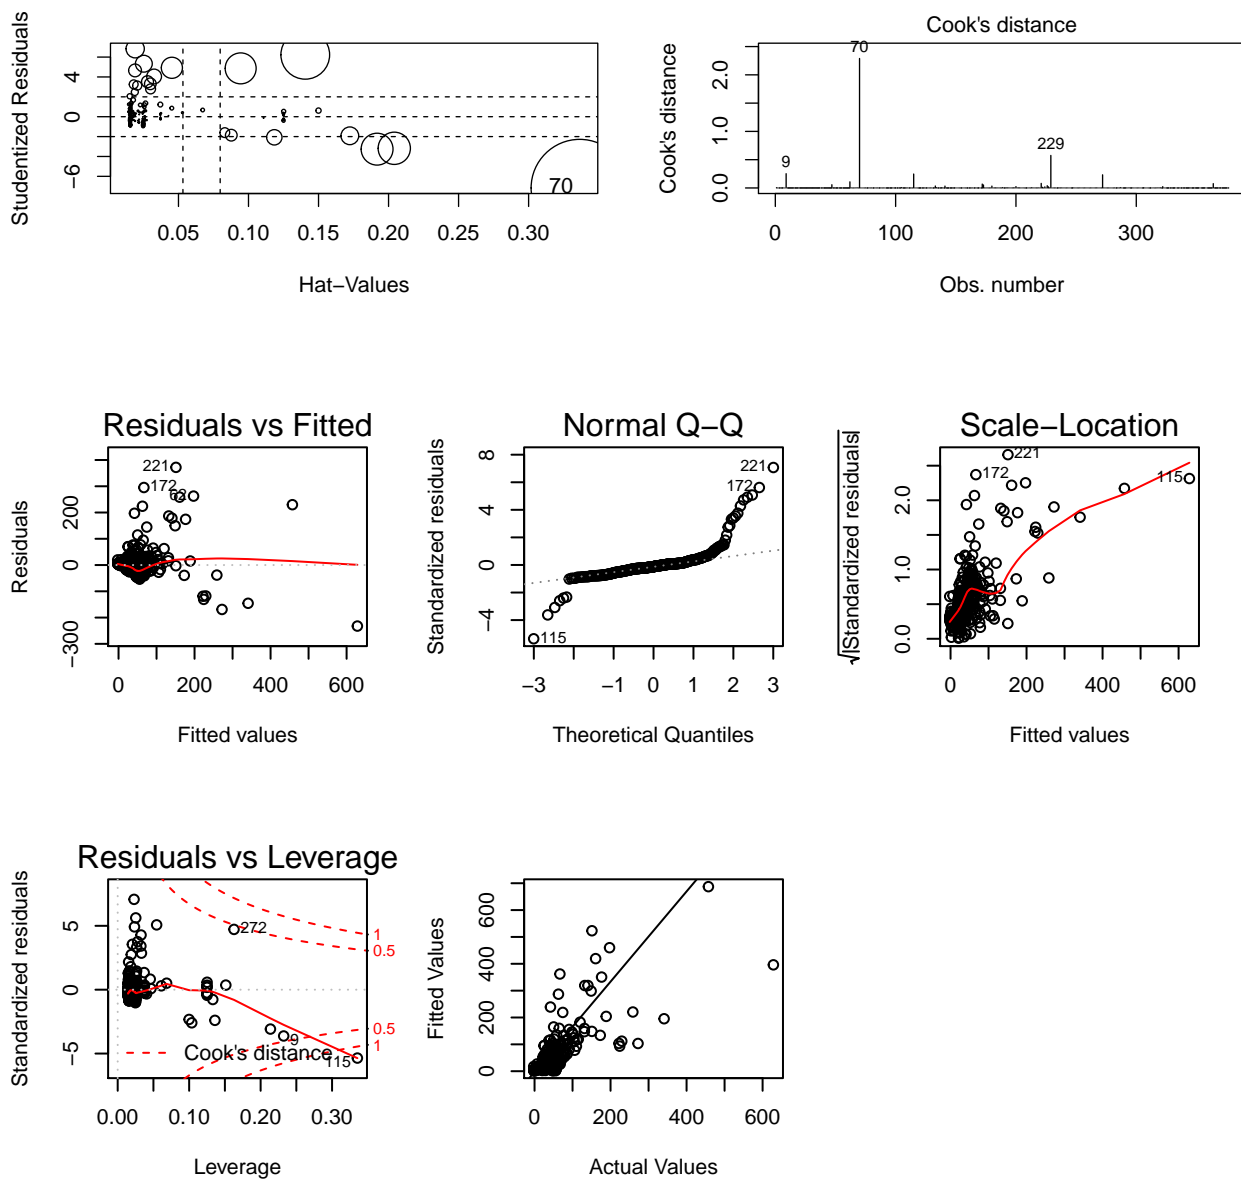 Studentized Residuals
4
0
−6
70
0.05 0.10 0.15 0.20 0.25 0.30
Hat−Values
Cook's distance
Cook's distance
2.0
1.0
0.0
9
70
229
0 100 200 300
Obs. number
Residuals vs Fitted
Residuals
200
0
−300
221
172
62
0 200 400 600
Fitted values
Normal Q−Q
Standardized residuals
8
4
0
−4
221
172
115
−3 −1 0 1 2 3
Theoretical Quantiles
Scale−Location
√|Standardized residuals|
2.0
1.0
0.0
221
172
115
0 200 400 600
Fitted values
Residuals vs Leverage
Standardized residuals
5
0
−5
272
9
115
1
0.5
0.5
1
Cook's distance
0.00 0.10 0.20 0.30
Leverage
Fitted Values
600
400
200
0
0 200 400 600
Actual Values